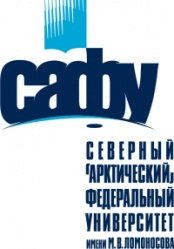 сафу
СЕВЕРНЫЙ
(АРКТИЧЕСКИЙ)
ФЕДЕРАЛЬНЫЙ
УНИВЕРСИТЕТ
ИМЕНИ М. В. ЛОМОНОСОВА